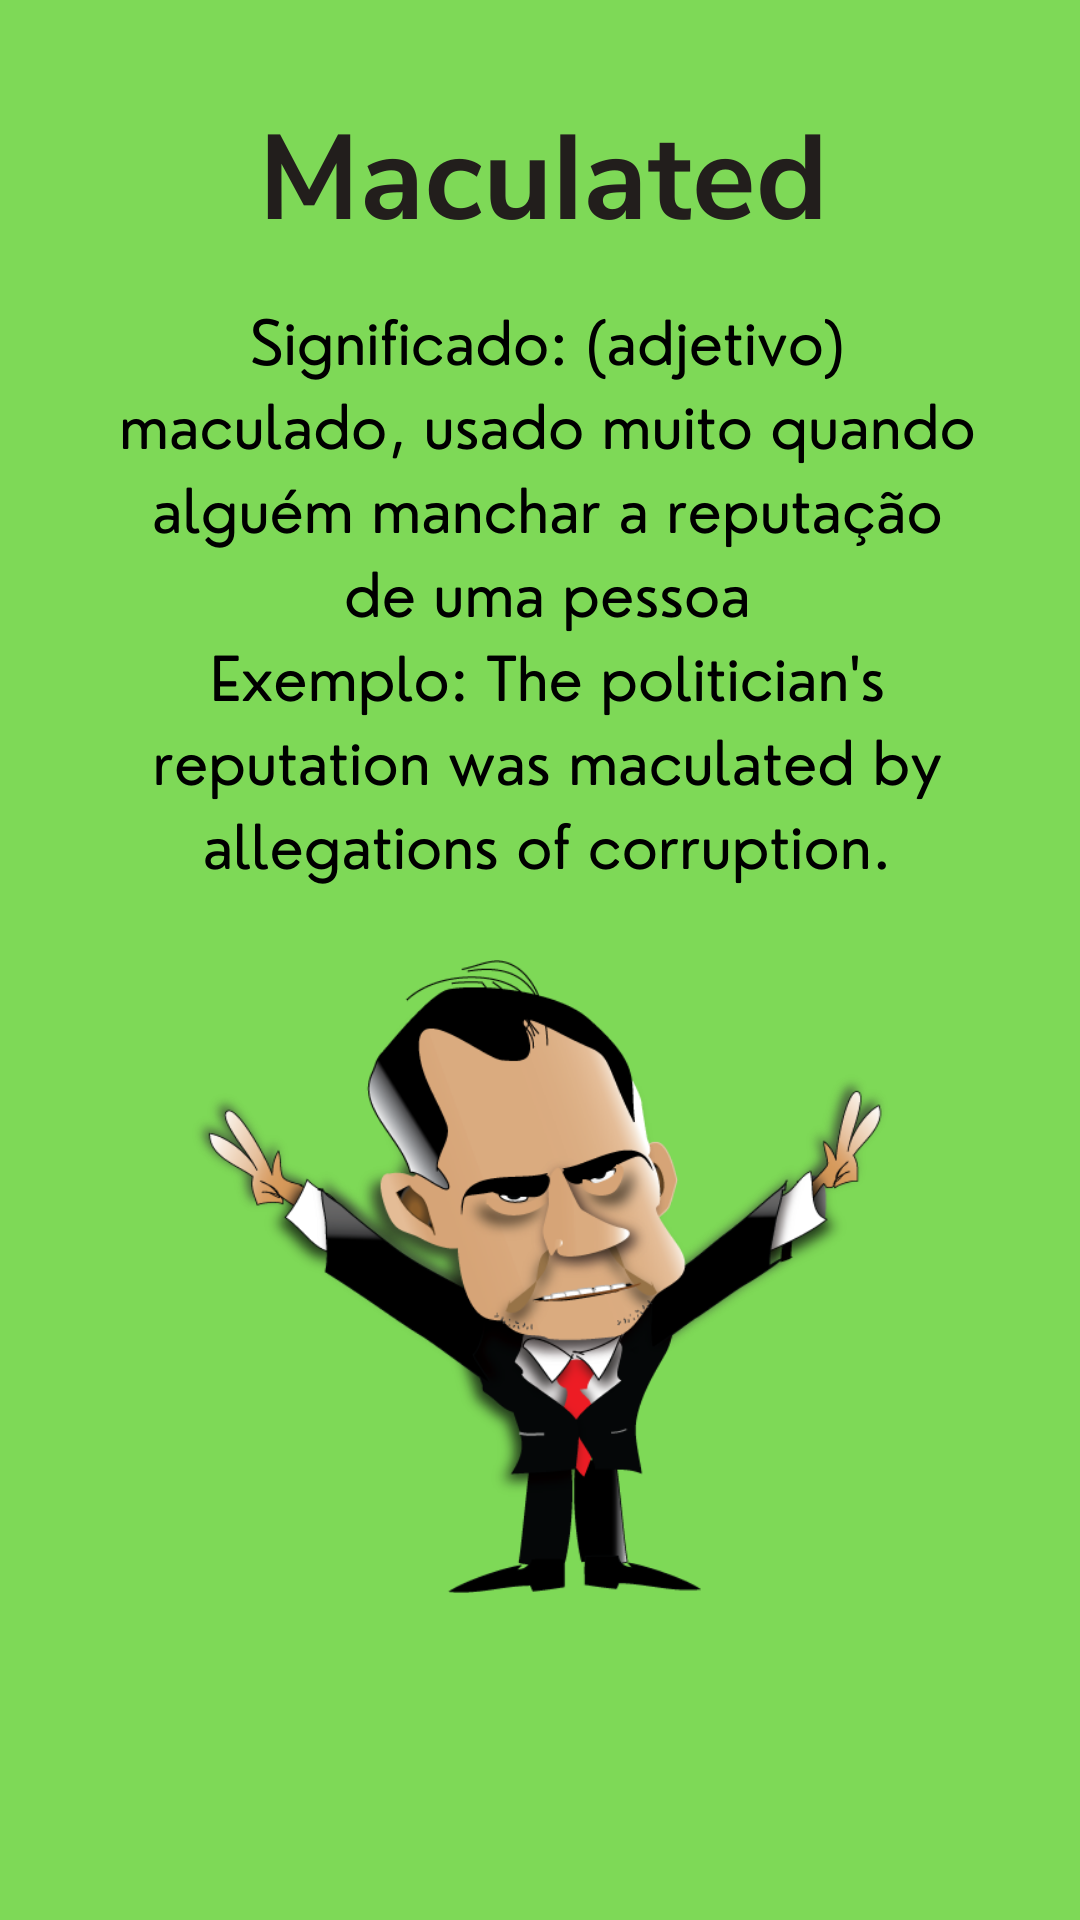 Maculated
Significado: (adjetivo)
maculado, usado muito quando
alguém manchar a reputação
de uma pessoa
Exemplo: The politician's
reputation was maculated by
allegations of corruption.